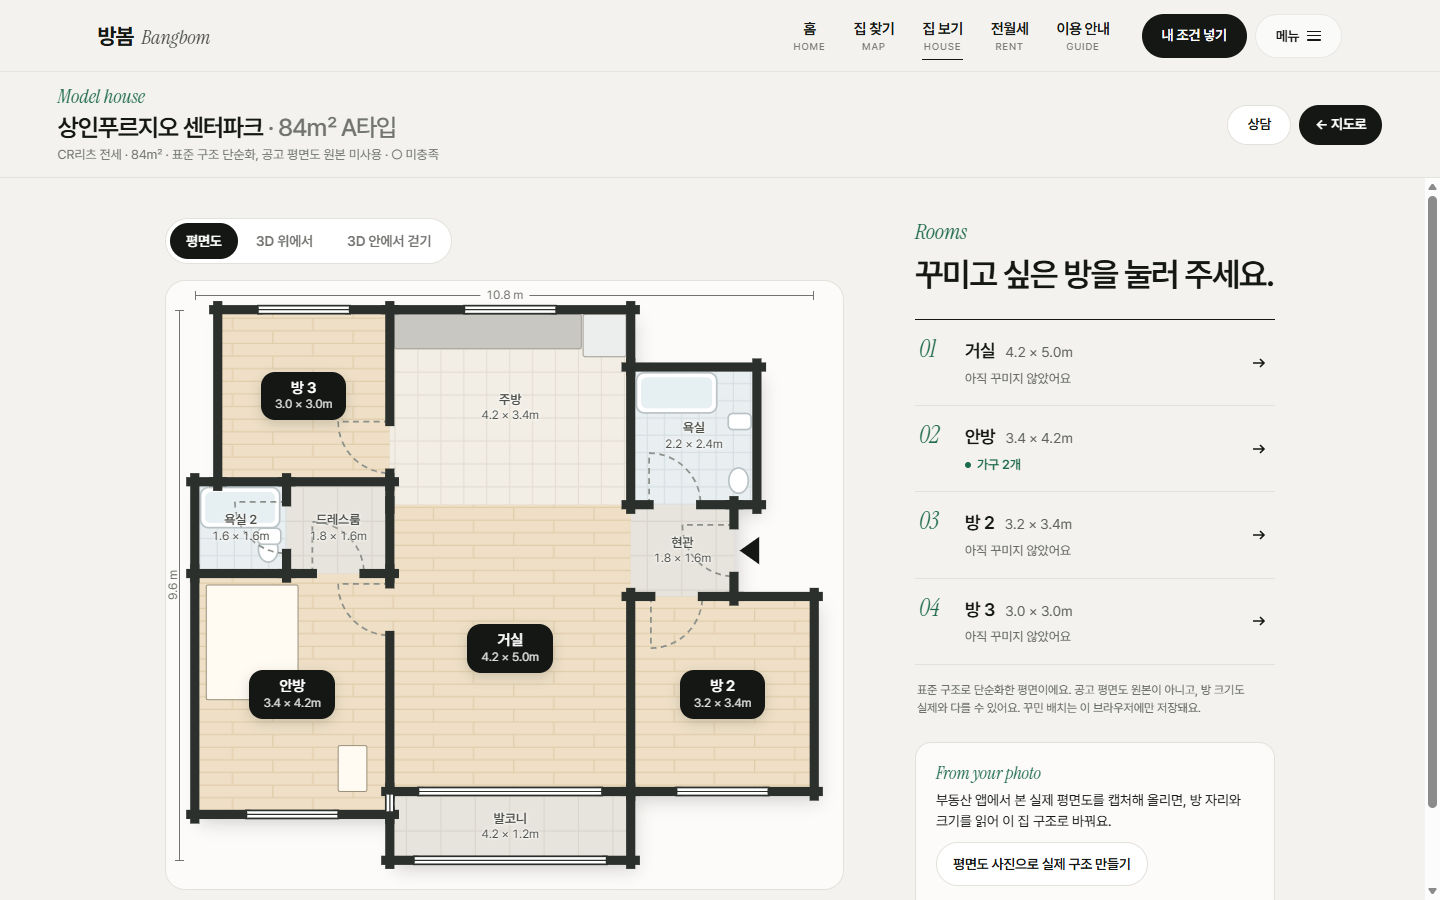 방봄 Bangbom
홈
HOME
집 찾기
MAP
집 보기
HOUSE
전월세
RENT
이용 안내
GUIDE
내 조건 넣기
메뉴
Model house
상인푸르지오 센터파크 · 84m² A타입
CR리츠 전세 · 84m² · 표준 구조 단순화, 공고 평면도 원본 미사용 · ○ 미충족
상담
← 지도로
평면도
3D 위에서
3D 안에서 걷기
10.8 m
9.6 m
방 3
3.0 × 3.0m
주방
4.2 × 3.4m
욕실
2.2 × 2.4m
욕실 2
1.6 × 1.6m
드레스룸
1.8 × 1.6m
현관
1.8 × 1.6m
거실
4.2 × 5.0m
안방
3.4 × 4.2m
방 2
3.2 × 3.4m
발코니
4.2 × 1.2m
Rooms
꾸미고 싶은 방을 눌러 주세요.
01 거실 4.2 × 5.0m →
아직 꾸미지 않았어요
02 안방 3.4 × 4.2m →
• 가구 2개
03 방 2 3.2 × 3.4m →
아직 꾸미지 않았어요
04 방 3 3.0 × 3.0m →
아직 꾸미지 않았어요
표준 구조로 단순화한 평면이에요. 공고 평면도 원본이 아니고, 방 크기도
실제와 다를 수 있어요. 꾸민 배치는 이 브라우저에만 저장돼요.
From your photo
부동산 앱에서 본 실제 평면도를 캡처해 올리면, 방 자리와
크기를 읽어 이 집 구조로 바꿔요.
평면도 사진으로 실제 구조 만들기